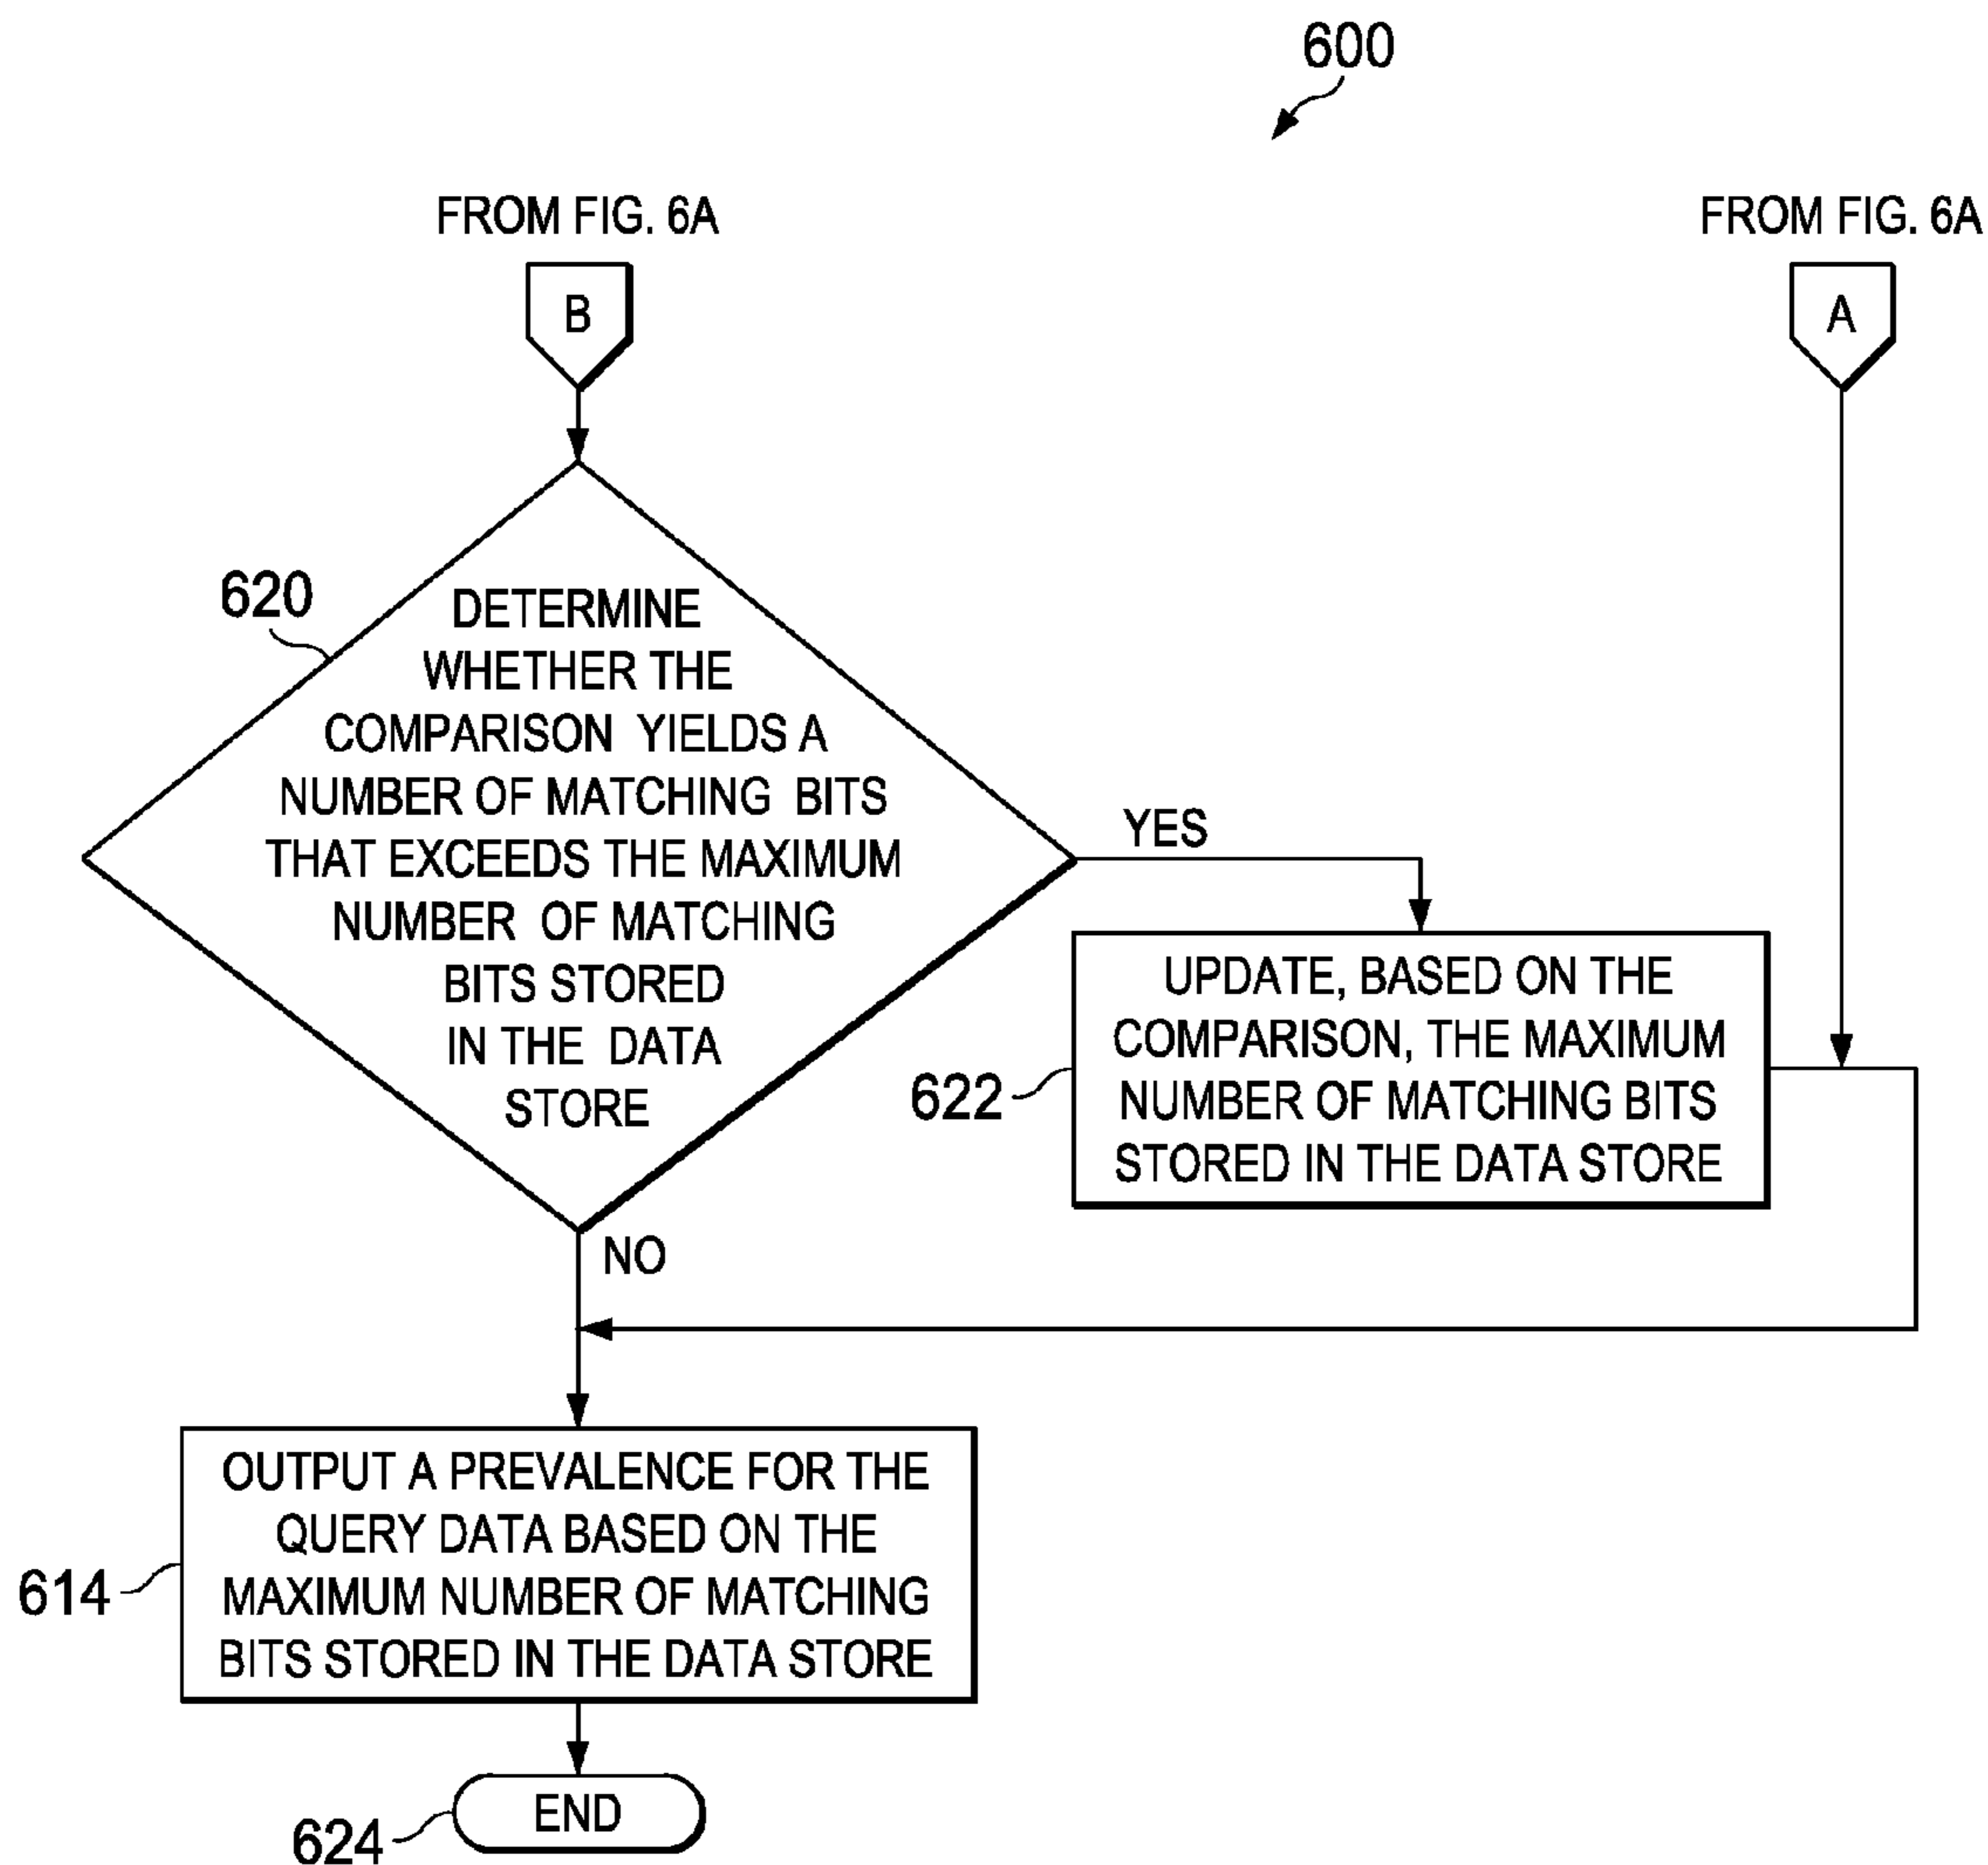 600
FROM FIG. 6A
FROM FIG. 6A
B
A
620
DETERMINE
WHETHER THE
COMPARISON YIELDS A
NUMBER OF MATCHING BITS
THAT EXCEEDS THE MAXIMUM
NUMBER OF MATCHING
BITS STORED
IN THE DATA
STORE
YES
NO
622
UPDATE, BASED ON THE
COMPARISON, THE MAXIMUM
NUMBER OF MATCHING BITS
STORED IN THE DATA STORE
614
OUTPUT A PREVALENCE FOR THE
QUERY DATA BASED ON THE
MAXIMUM NUMBER OF MATCHING
BITS STORED IN THE DATA STORE
624
END